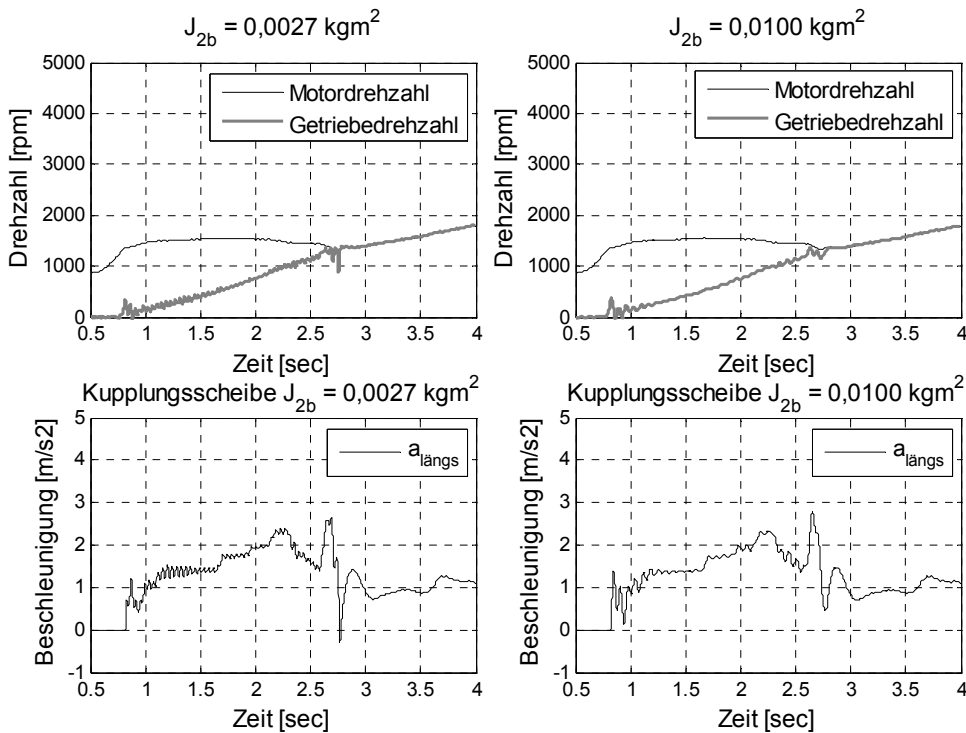 J2b = 0,0027 kgm2
Drehzahl [rpm]
5000
4000
3000
2000
1000
0
Motordrehzahl
Getriebedrehzahl
0.5 1 1.5 2 2.5 3 3.5 4
Zeit [sec]
J2b = 0,0100 kgm2
Drehzahl [rpm]
5000
4000
3000
2000
1000
0
Motordrehzahl
Getriebedrehzahl
0.5 1 1.5 2 2.5 3 3.5 4
Zeit [sec]
Kupplungsscheibe J2b = 0,0027 kgm2
Beschleunigung [m/s2]
5
4
3
2
1
0
-1
alängs
0.5 1 1.5 2 2.5 3 3.5 4
Zeit [sec]
Kupplungsscheibe J2b = 0,0100 kgm2
Beschleunigung [m/s2]
5
4
3
2
1
0
-1
alängs
0.5 1 1.5 2 2.5 3 3.5 4
Zeit [sec]